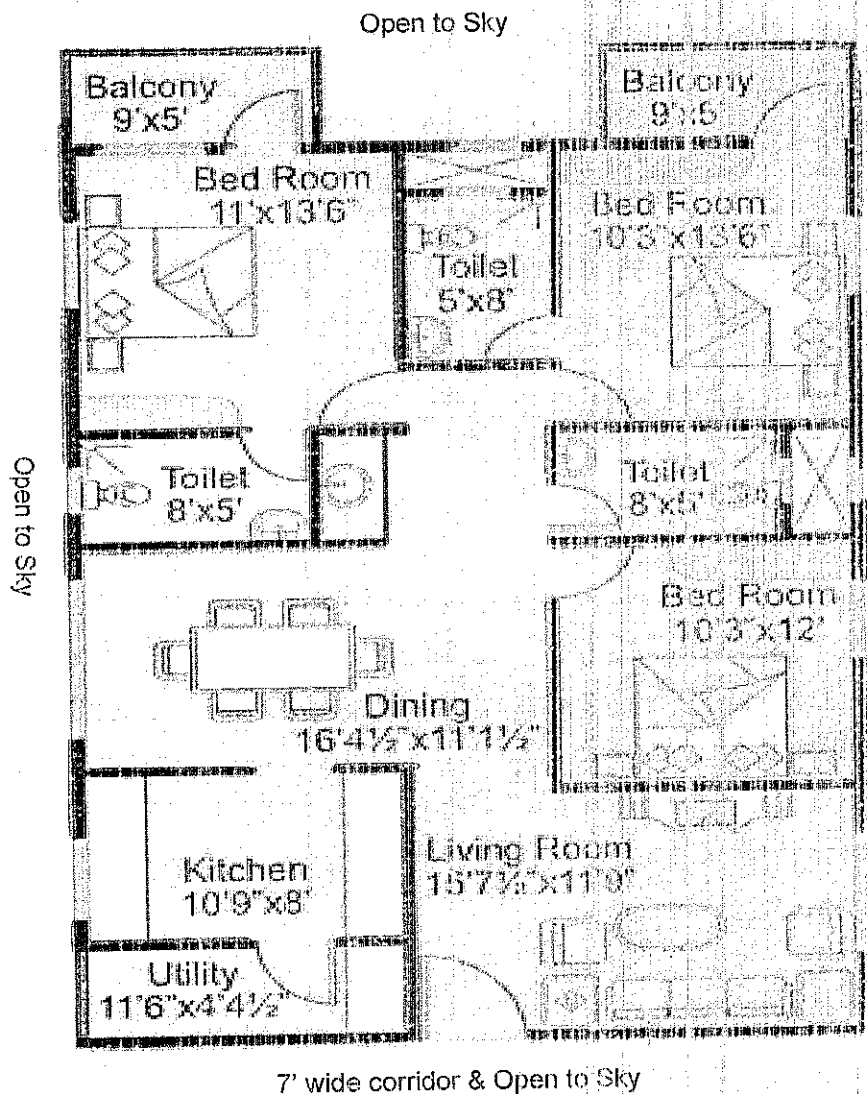 Open to Sky
Balcony
9'x5'
Balcony
9'x5
Bed Room
11'x13'6"
Toilet
5'x8'
Bed Room
10'3"x13'6"
Open to Sky
Toilet
8'x5'
Toilet
8'x5'
Bed Room
10'3"x12'
Dining
16'4½"x11'1½"
Kitchen
10'9"x8'
Living Room
15'7½"x11'9"
Utility
11'6"x4'4½"
7' wide corridor & Open to Sky